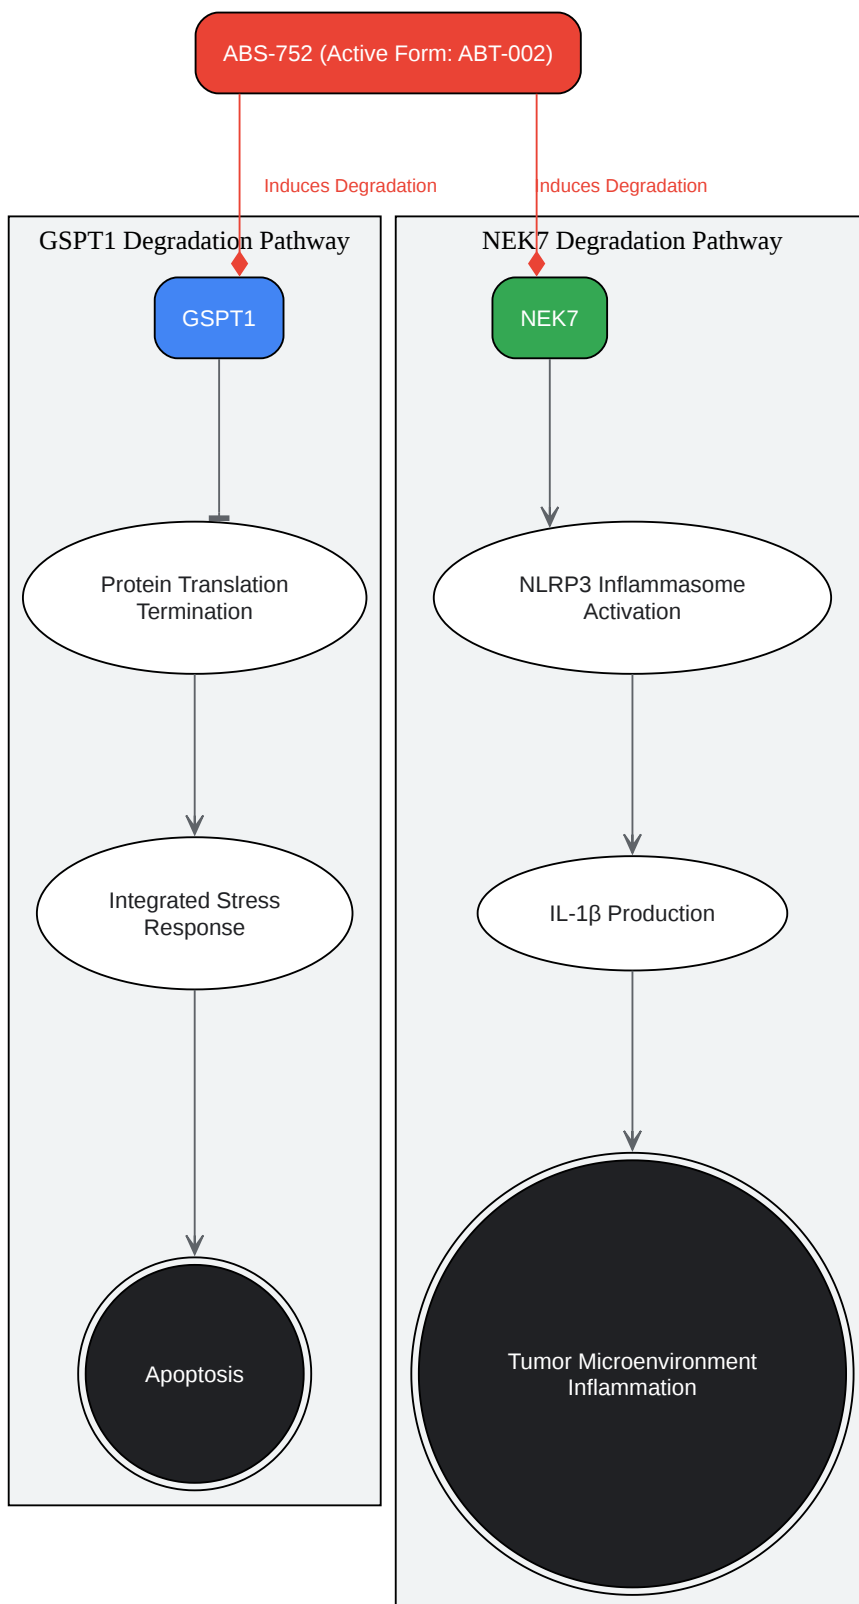 ABS-752 (Active Form: ABT-002)
Induces Degradation
Induces Degradation
GSPT1 Degradation Pathway
GSPT1
Protein Translation
Termination
Integrated Stress
Response
Apoptosis
NEK7 Degradation Pathway
NEK7
NLRP3 Inflammasome
Activation
IL-1β Production
Tumor Microenvironment
Inflammation